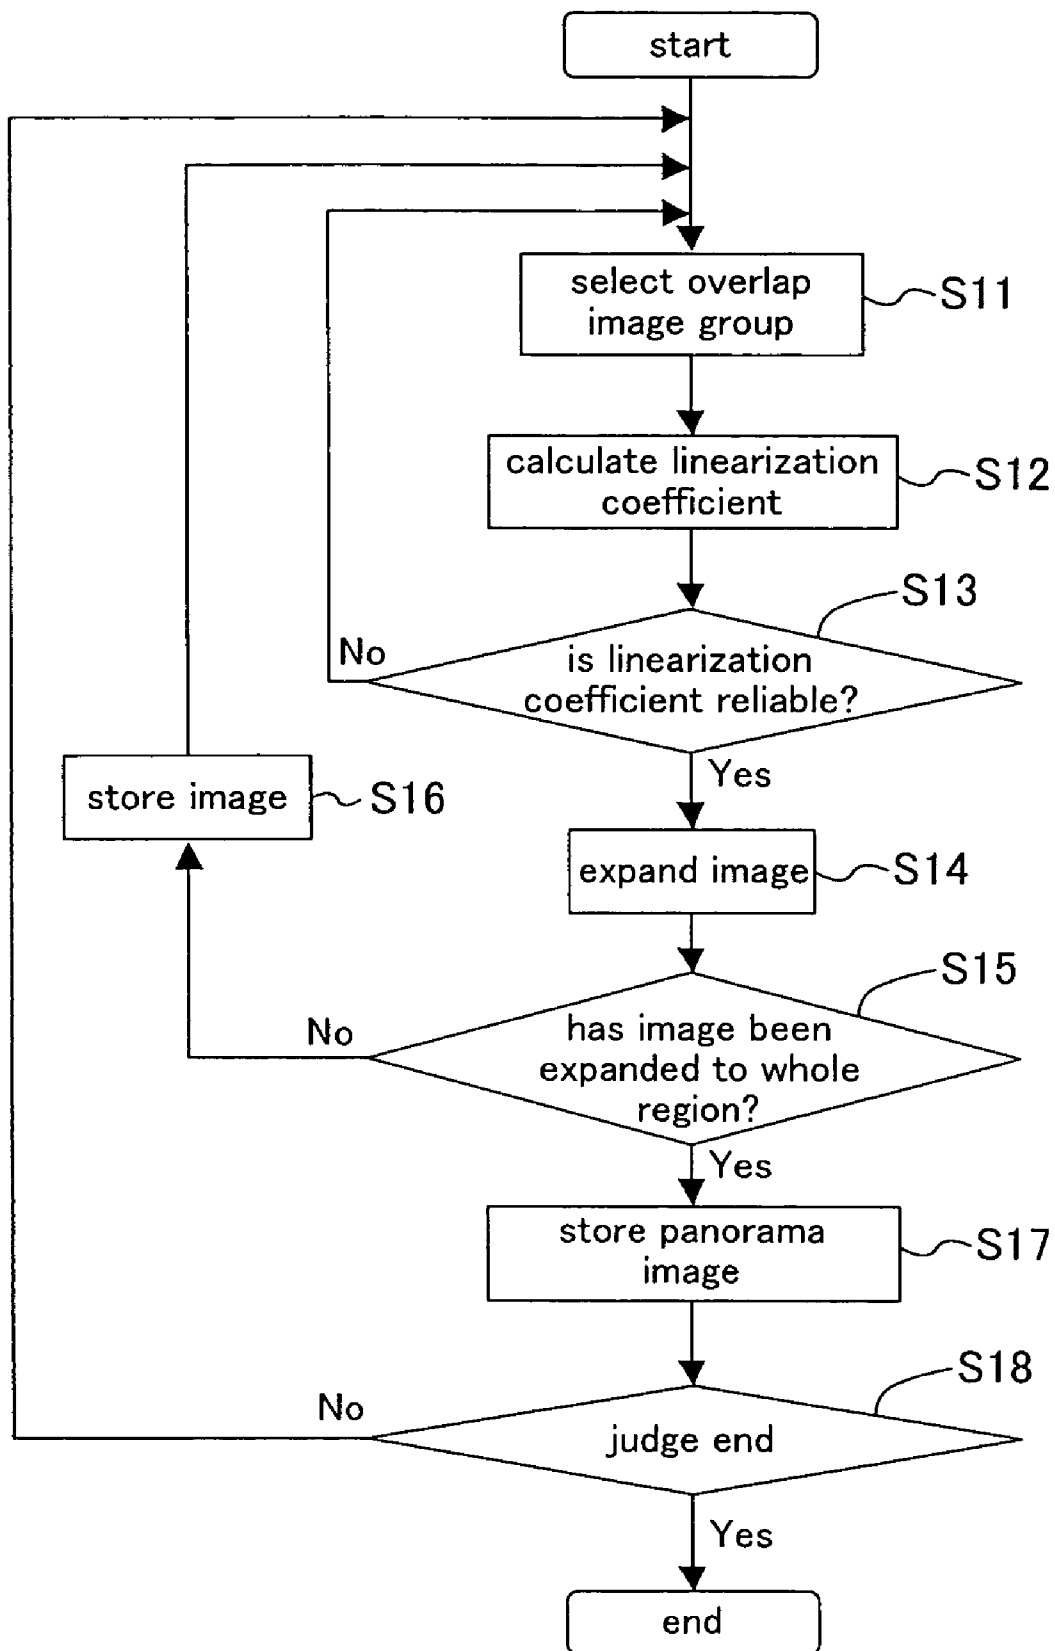 start
select overlap
image group
S11
calculate linearization
coefficient
S12
S13
No
is linearization
coefficient reliable?
Yes
store image
S16
expand image
S14
S15
No
has image been
expanded to whole
region?
Yes
store panorama
image
S17
S18
No
judge end
Yes
end